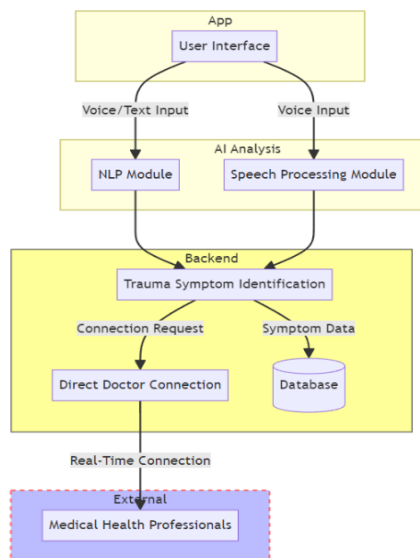 App
User Interface
Voice/Text Input
Voice Input
AI Analysis
NLP Module
Speech Processing Module
Backend
Trauma Symptom Identification
Connection Request
Symptom Data
Direct Doctor Connection
Database
Real-Time Connection
External
Medical Health Professionals